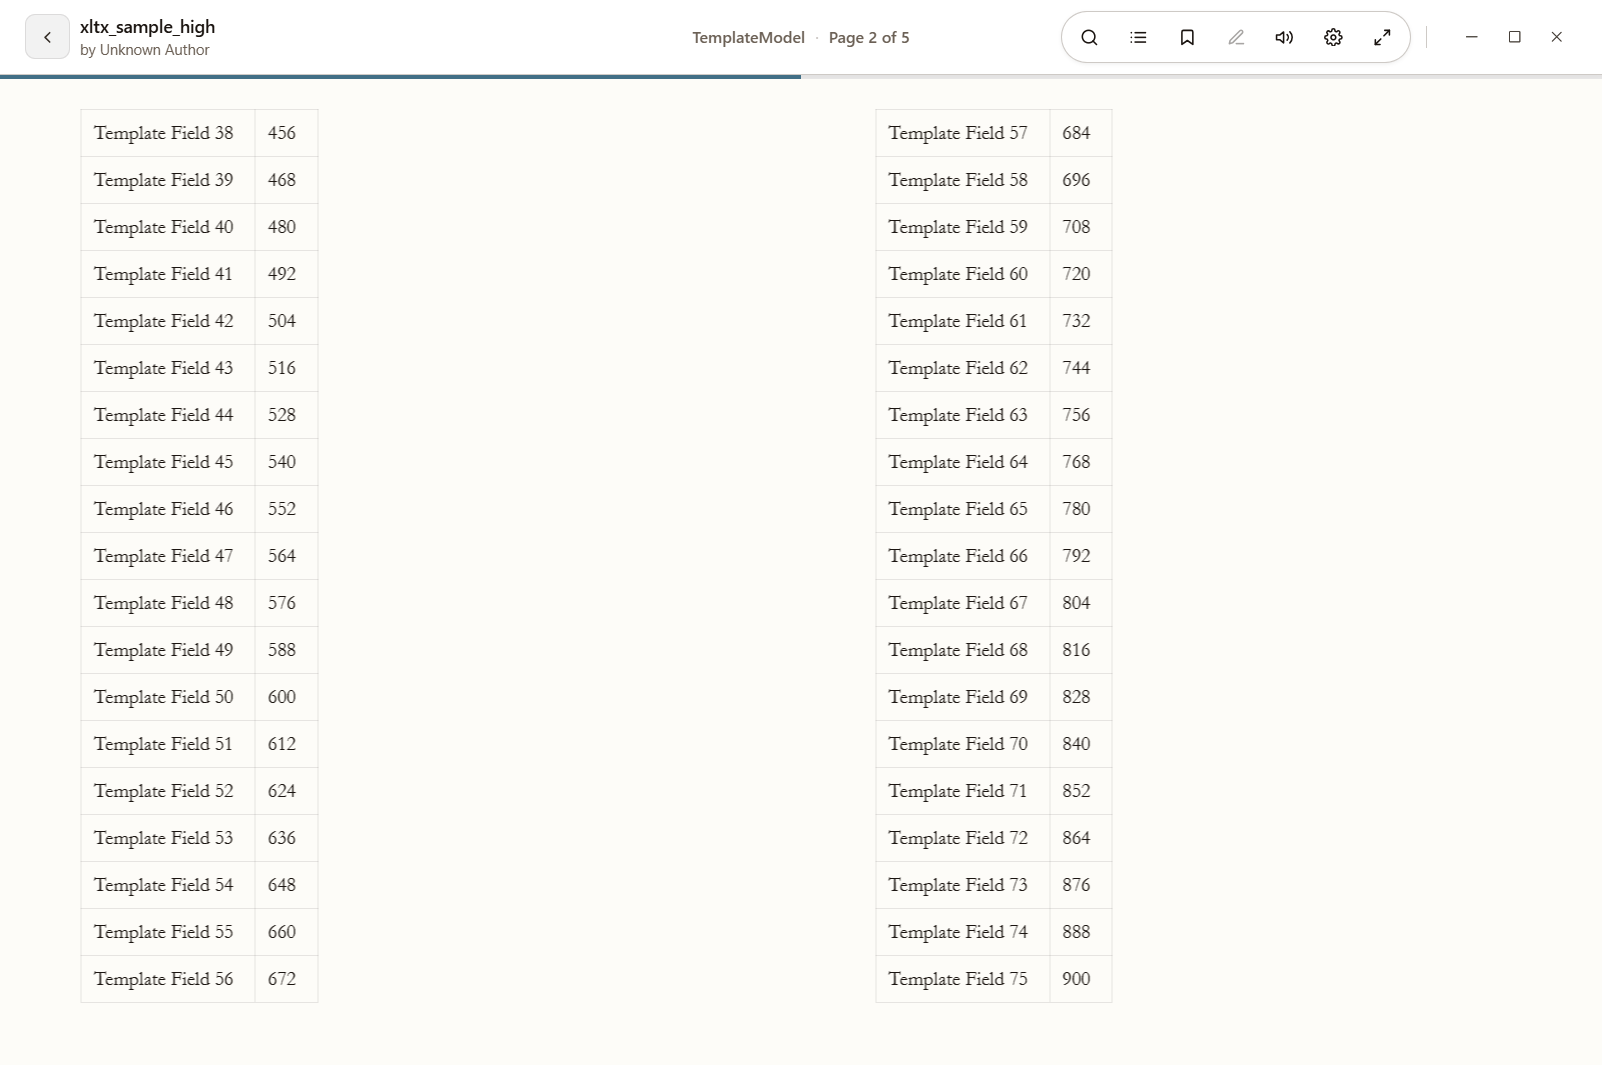 xltx_sample_high
by Unknown Author
TemplateModel · Page 2 of 5
Template Field 38 456
Template Field 39 468
Template Field 40 480
Template Field 41 492
Template Field 42 504
Template Field 43 516
Template Field 44 528
Template Field 45 540
Template Field 46 552
Template Field 47 564
Template Field 48 576
Template Field 49 588
Template Field 50 600
Template Field 51 612
Template Field 52 624
Template Field 53 636
Template Field 54 648
Template Field 55 660
Template Field 56 672
Template Field 57 684
Template Field 58 696
Template Field 59 708
Template Field 60 720
Template Field 61 732
Template Field 62 744
Template Field 63 756
Template Field 64 768
Template Field 65 780
Template Field 66 792
Template Field 67 804
Template Field 68 816
Template Field 69 828
Template Field 70 840
Template Field 71 852
Template Field 72 864
Template Field 73 876
Template Field 74 888
Template Field 75 900